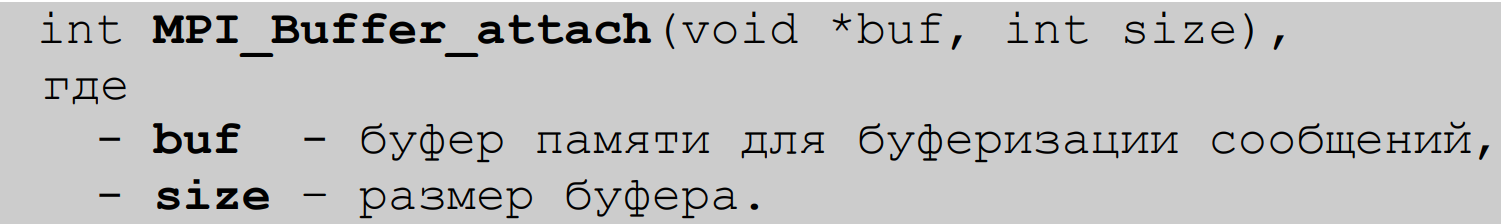 int MPI_Buffer_attach(void *buf, int size),
где
- buf - буфер памяти для буферизации сообщений,
- size – размер буфера.